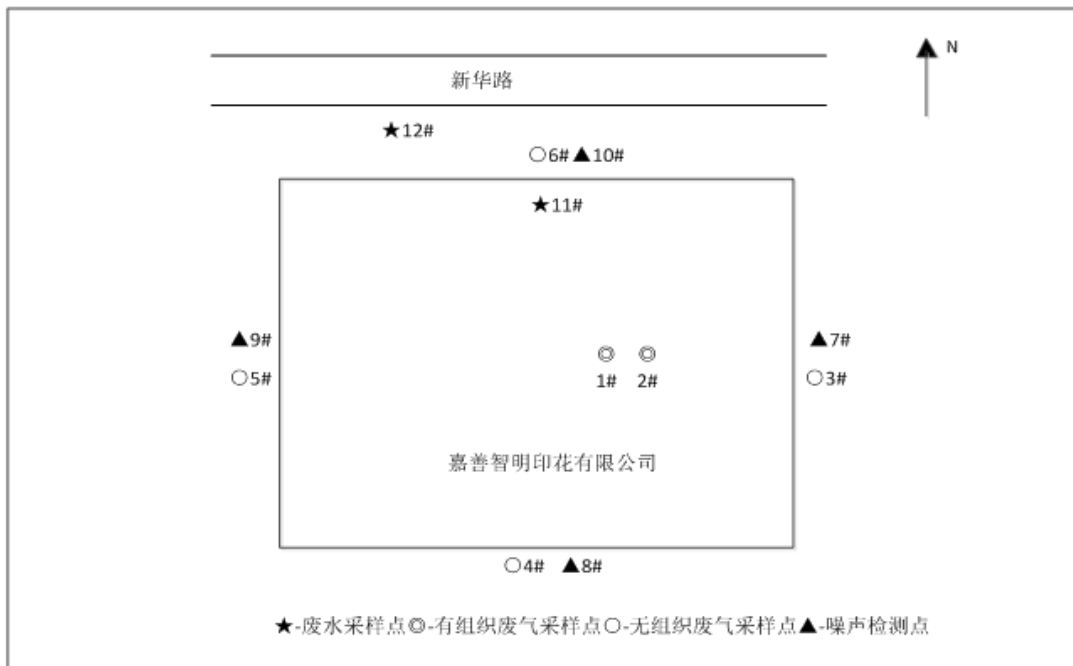 N
新华路
★12#
○6#▲10#
★11#
▲9#
▲7#
◎ ◎
○5#
1# 2#
○3#
嘉善智明印花有限公司
○4# ▲8#
★-废水采样点◎-有组织废气采样点○-无组织废气采样点▲-噪声检测点